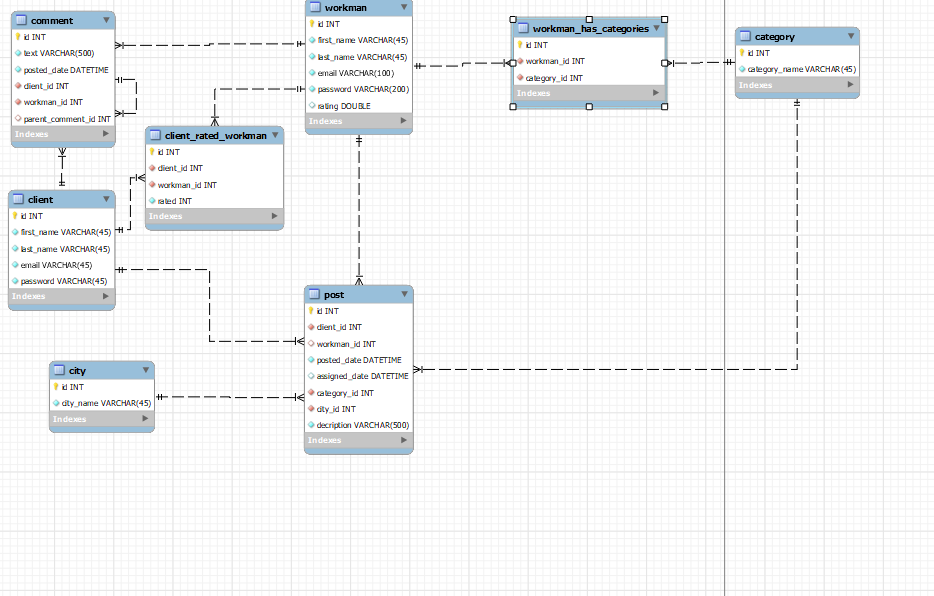 comment
id INT
text VARCHAR(500)
posted_date DATETIME
client_id INT
workman_id INT
parent_comment_id INT
Indexes
workman
id INT
first_name VARCHAR(45)
last_name VARCHAR(45)
email VARCHAR(100)
password VARCHAR(200)
rating DOUBLE
Indexes
workman_has_categories
id INT
workman_id INT
category_id INT
Indexes
category
id INT
category_name VARCHAR(45)
Indexes
client_rated_workman
id INT
client_id INT
workman_id INT
rated INT
Indexes
client
id INT
first_name VARCHAR(45)
last_name VARCHAR(45)
email VARCHAR(45)
password VARCHAR(45)
Indexes
post
id INT
client_id INT
workman_id INT
posted_date DATETIME
assigned_date DATETIME
category_id INT
city_id INT
decription VARCHAR(500)
Indexes
city
id INT
city_name VARCHAR(45)
Indexes